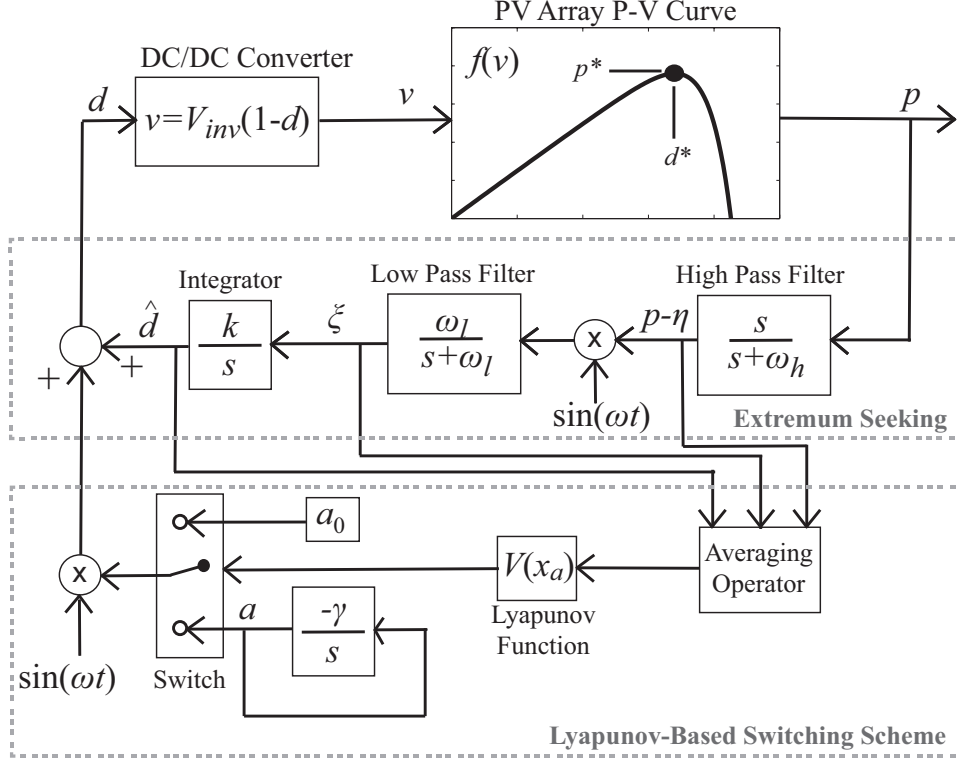 PV Array P-V Curve
DC/DC Converter
f(v)
p*
d*
d
v=V_inv(1-d)
v
p
Integrator
Low Pass Filter
High Pass Filter
d̂
k
s
ξ
ω_l
s+ω_l
x
p-η
s
s+ω_h
+
+
sin(ωt)
Extremum Seeking
a_0
x
V(x_a)
Averaging
Operator
Lyapunov
Function
a
-γ
s
sin(ωt)
Switch
Lyapunov-Based Switching Scheme